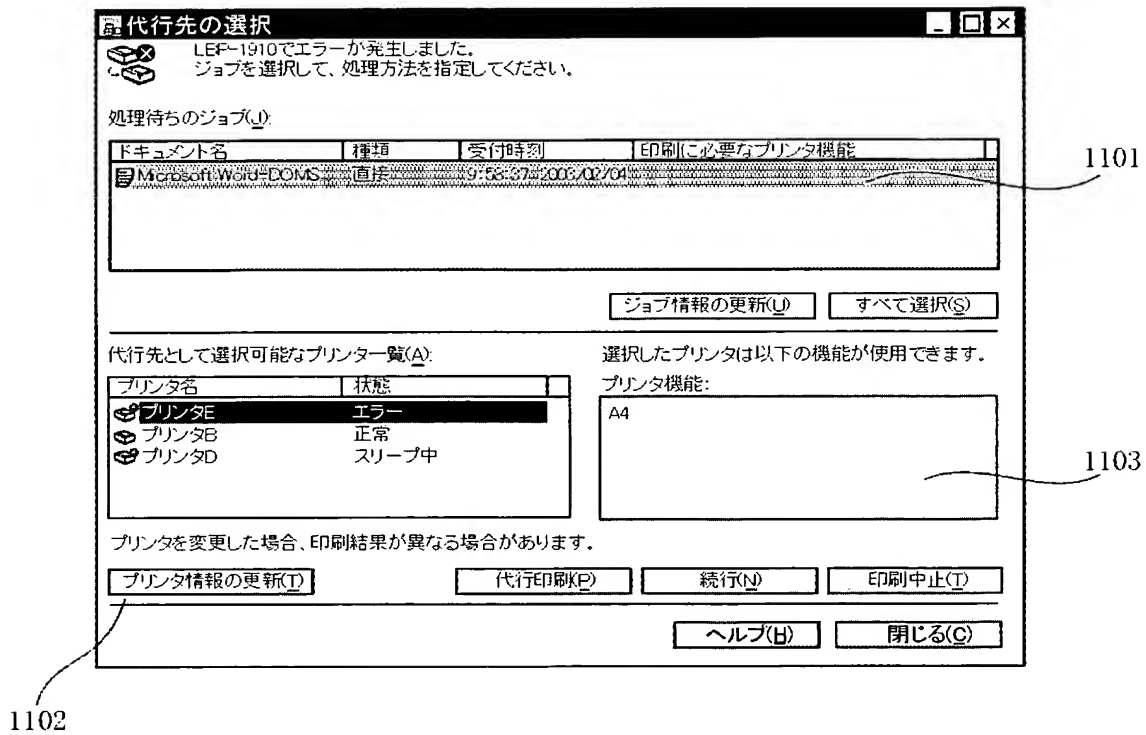 代行先の選択
LEP-1910でエラーが発生しました。
ジョブを選択して、処理方法を指定してください。
処理待ちのジョブ(J):
ドキュメント名 種類 受付時刻 印刷に必要なプリンタ機能
Microsoft Word-DOMS 直接 9:58:37 2003/02/04
1101
ジョブ情報の更新(U) すべて選択(S)
代行先として選択可能なプリンター覧(A): 選択したプリンタは以下の機能が使用できます。
プリンタ名 状態 プリンタ機能:
プリンタE エラー A4
プリンタB 正常
プリンタD スリープ中
1103
プリンタを変更した場合、印刷結果が異なる場合があります。
プリンタ情報の更新(T) 代行印刷(P) 続行(N) 印刷中止(T)
ヘルプ(H) 閉じる(C)
1102